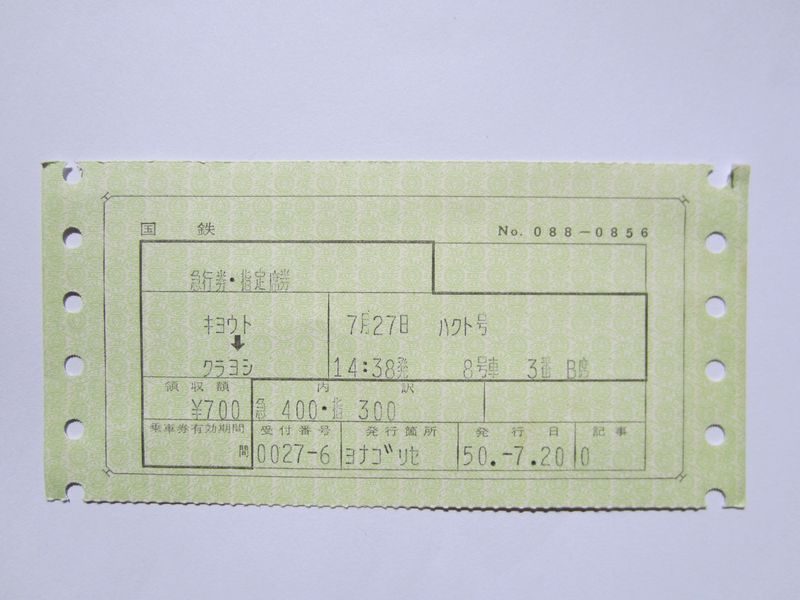 国 鉄 No. 088-0856
急行券・指定席券
キヨウト 7月27日 ハクト号
クラヨシ 14:38発 8号車 3番 B席
領収額 内訳
¥700 急 400・指 300
乗車券有効期間 受付番号 発行箇所 発行日 記事
間 0027-6 ヨナゴリセ 50.-7.20 0